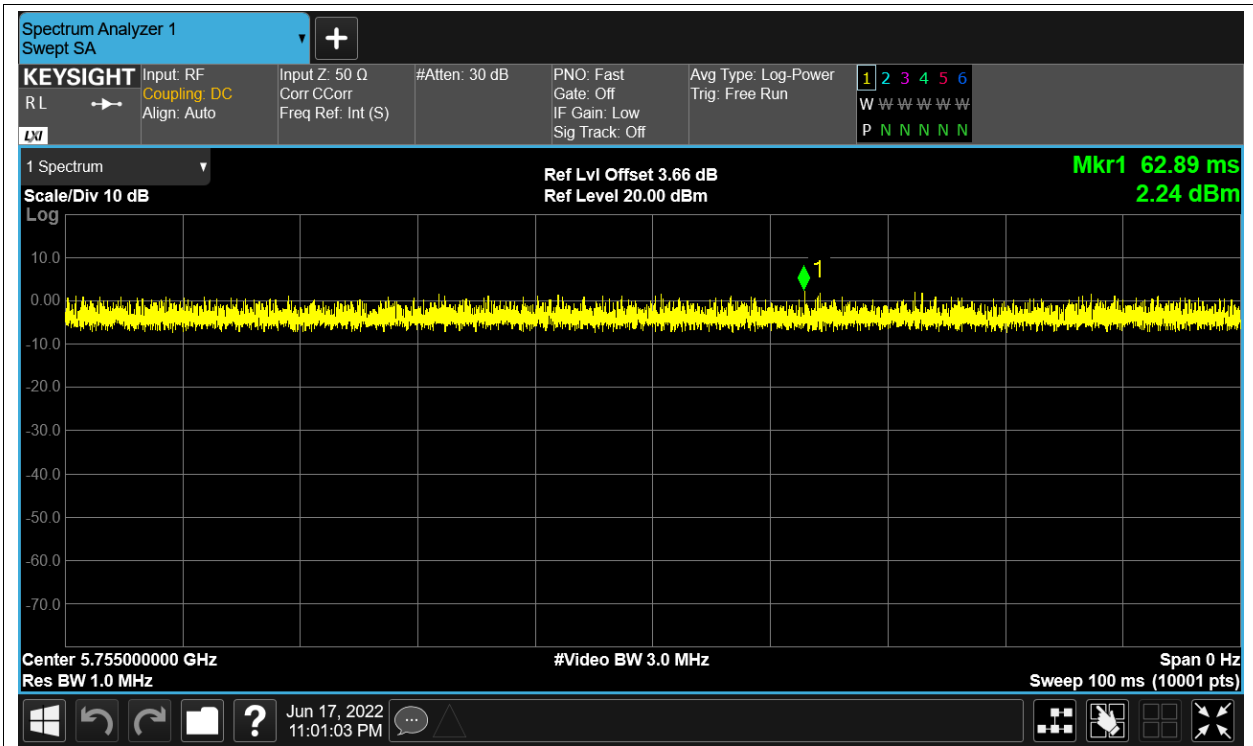 Spectrum Analyzer 1
Swept SA
KEYSIGHT
R L
LXI
Input: RF
Coupling: DC
Align: Auto
Input Z: 50 Ω
Corr CCorr
Freq Ref: Int (S)
#Atten: 30 dB
PNO: Fast
Gate: Off
IF Gain: Low
Sig Track: Off
Avg Type: Log-Power
Trig: Free Run
1 2 3 4 5 6
W W W W W W
P N N N N N
1 Spectrum
Scale/Div 10 dB
Log
Ref Lvl Offset 3.66 dB
Ref Level 20.00 dBm
Mkr1 62.89 ms
2.24 dBm
1
10.0
0.00
-10.0
-20.0
-30.0
-40.0
-50.0
-60.0
-70.0
Center 5.755000000 GHz
Res BW 1.0 MHz
#Video BW 3.0 MHz
Span 0 Hz
Sweep 100 ms (10001 pts)
?
Jun 17, 2022
11:01:03 PM